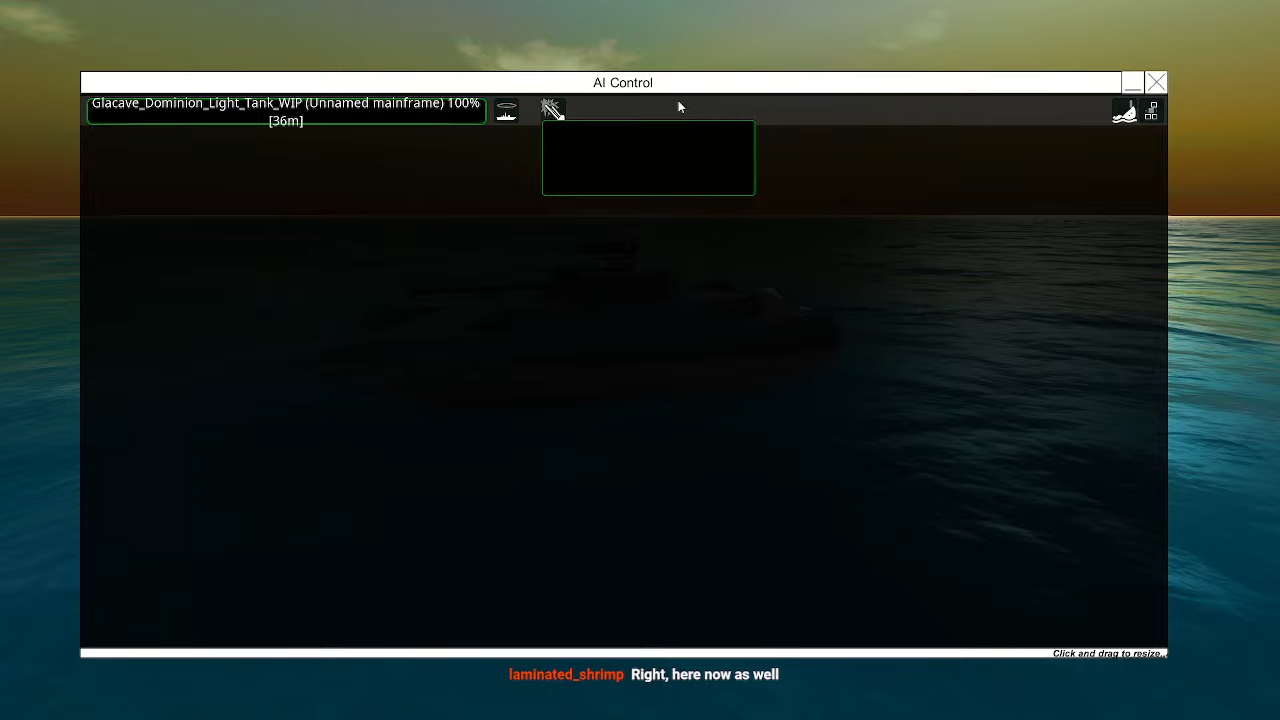 AI Control
Glacave_Dominion_Light_Tank_WIP (Unnamed mainframe) 100%
[36m]
Click and drag to resize..
laminated_shrimp Right, here now as well